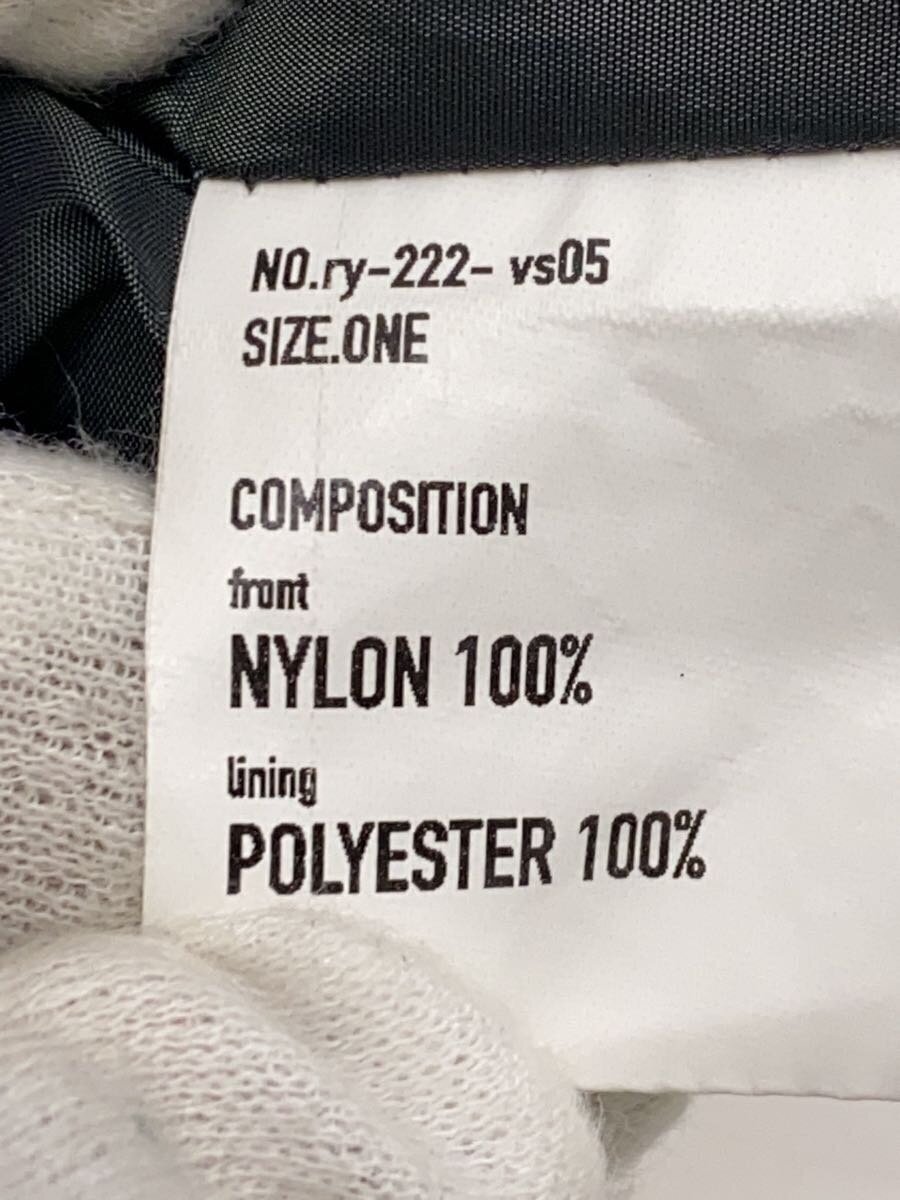 NO.ry-222- vs05
SIZE.ONE
COMPOSITION
front
NYLON 100%
lining
POLYESTER 100%